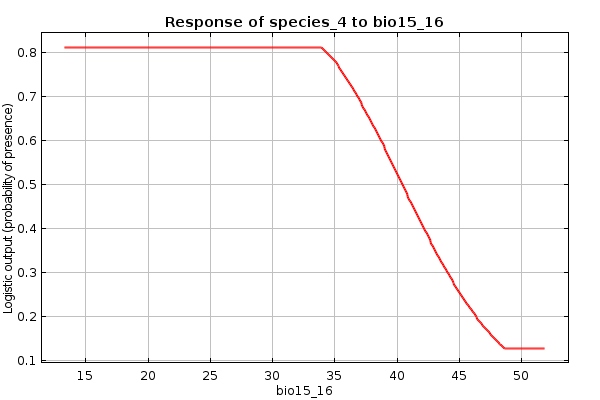 Response of species_4 to bio15_16
Logistic output (probability of presence)
0.8
0.7
0.6
0.5
0.4
0.3
0.2
0.1
15 20 25 30 35 40 45 50
bio15_16